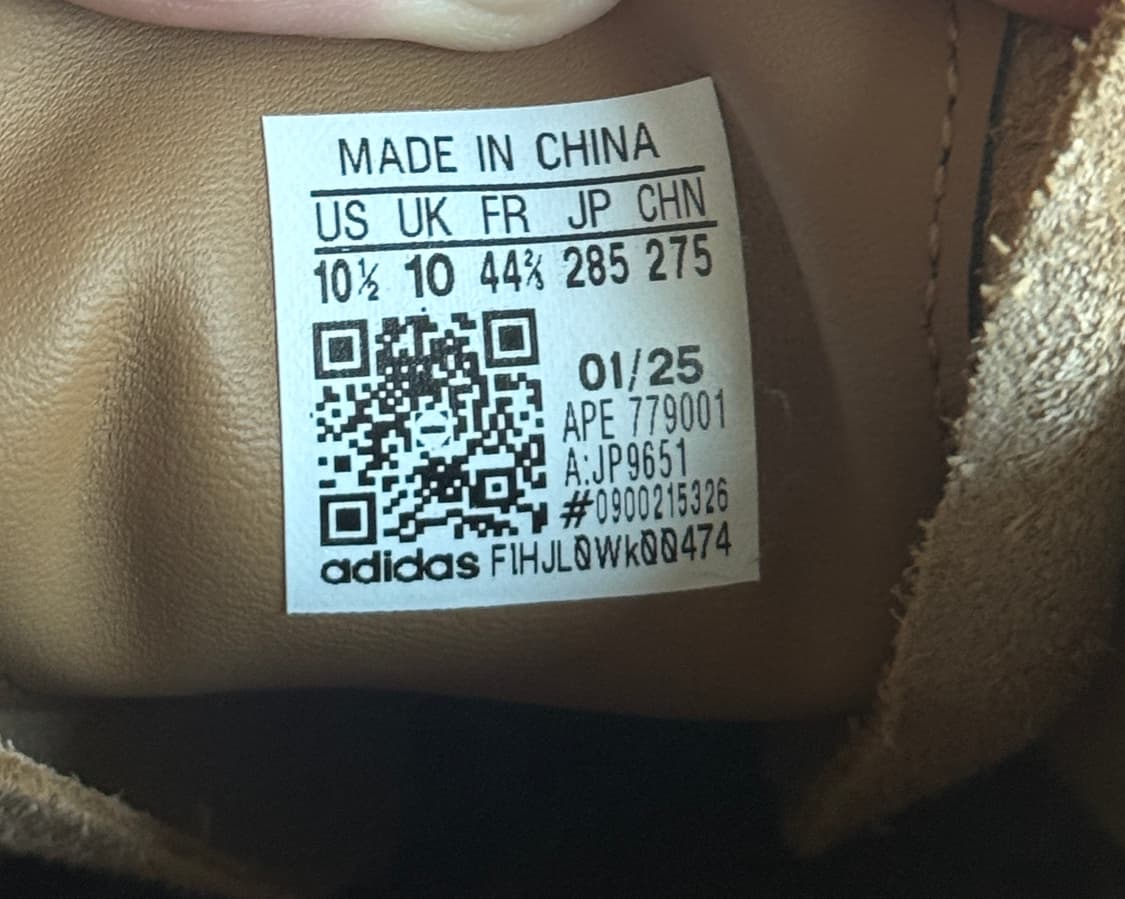 MADE IN CHINA
US UK FR JP CHN
10½ 10 44⅔ 285 275
01/25
APE 779001
A:JP9651
#0900215326
adidas F1HJL0Wk00474